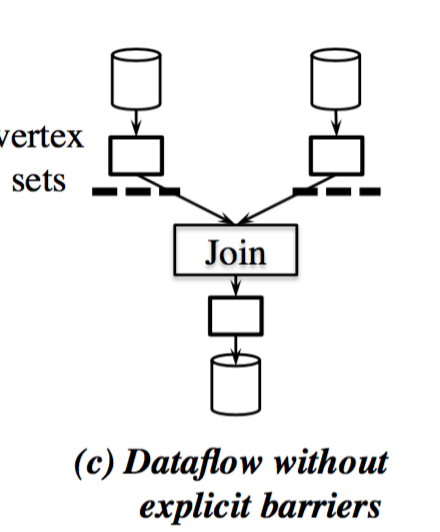 vertex
sets
Join
(c) Dataflow without
explicit barriers